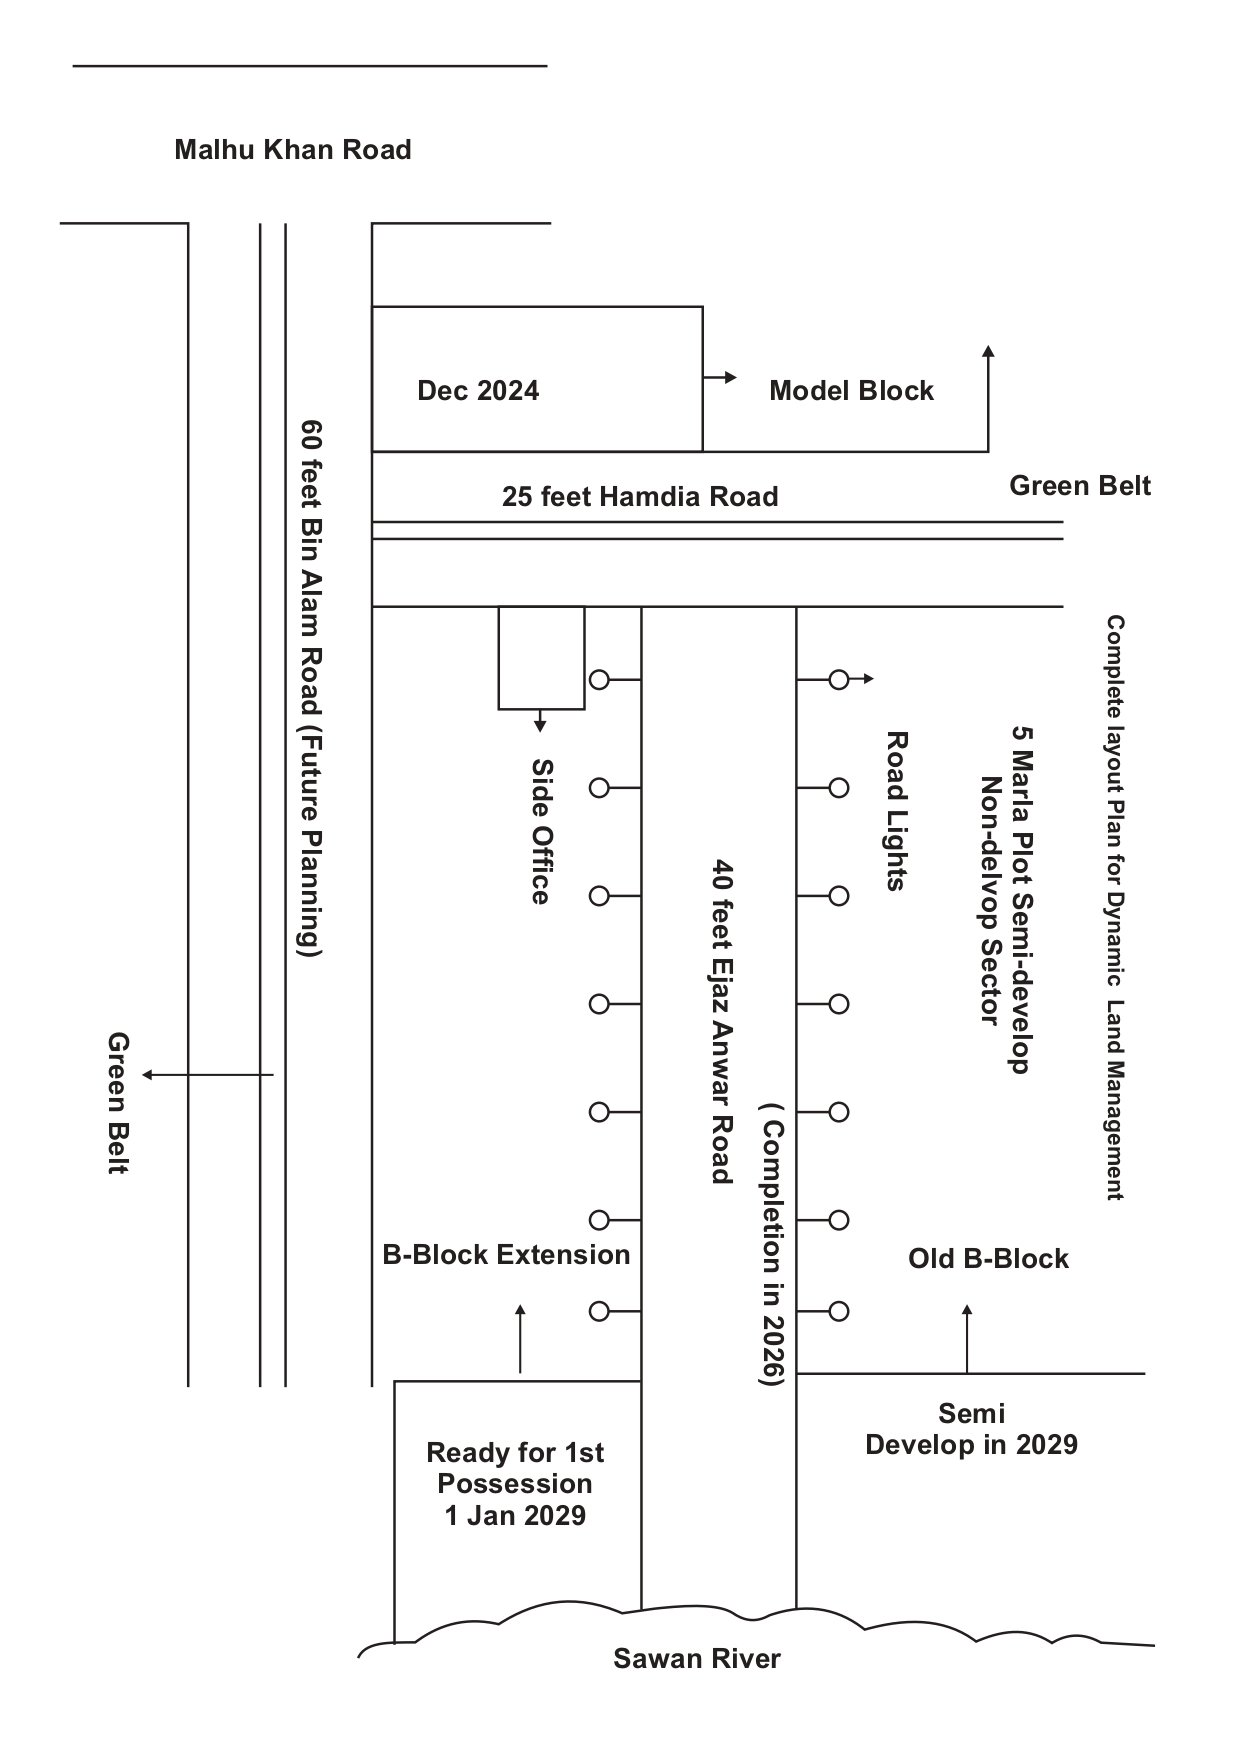 Malhu Khan Road
Dec 2024
Model Block
25 feet Hamdia Road
Green Belt
60 feet Bin Alam Road (Future Planning)
Side Office
Road Lights
40 feet Ejaz Anwar Road
( Completion in 2026)
5 Marla Plot Semi-develop
Non-delvop Sector
Complete layout Plan for Dynamic Land Management
Green Belt
B-Block Extension
Old B-Block
Ready for 1st
Possession
1 Jan 2029
Semi
Develop in 2029
Sawan River